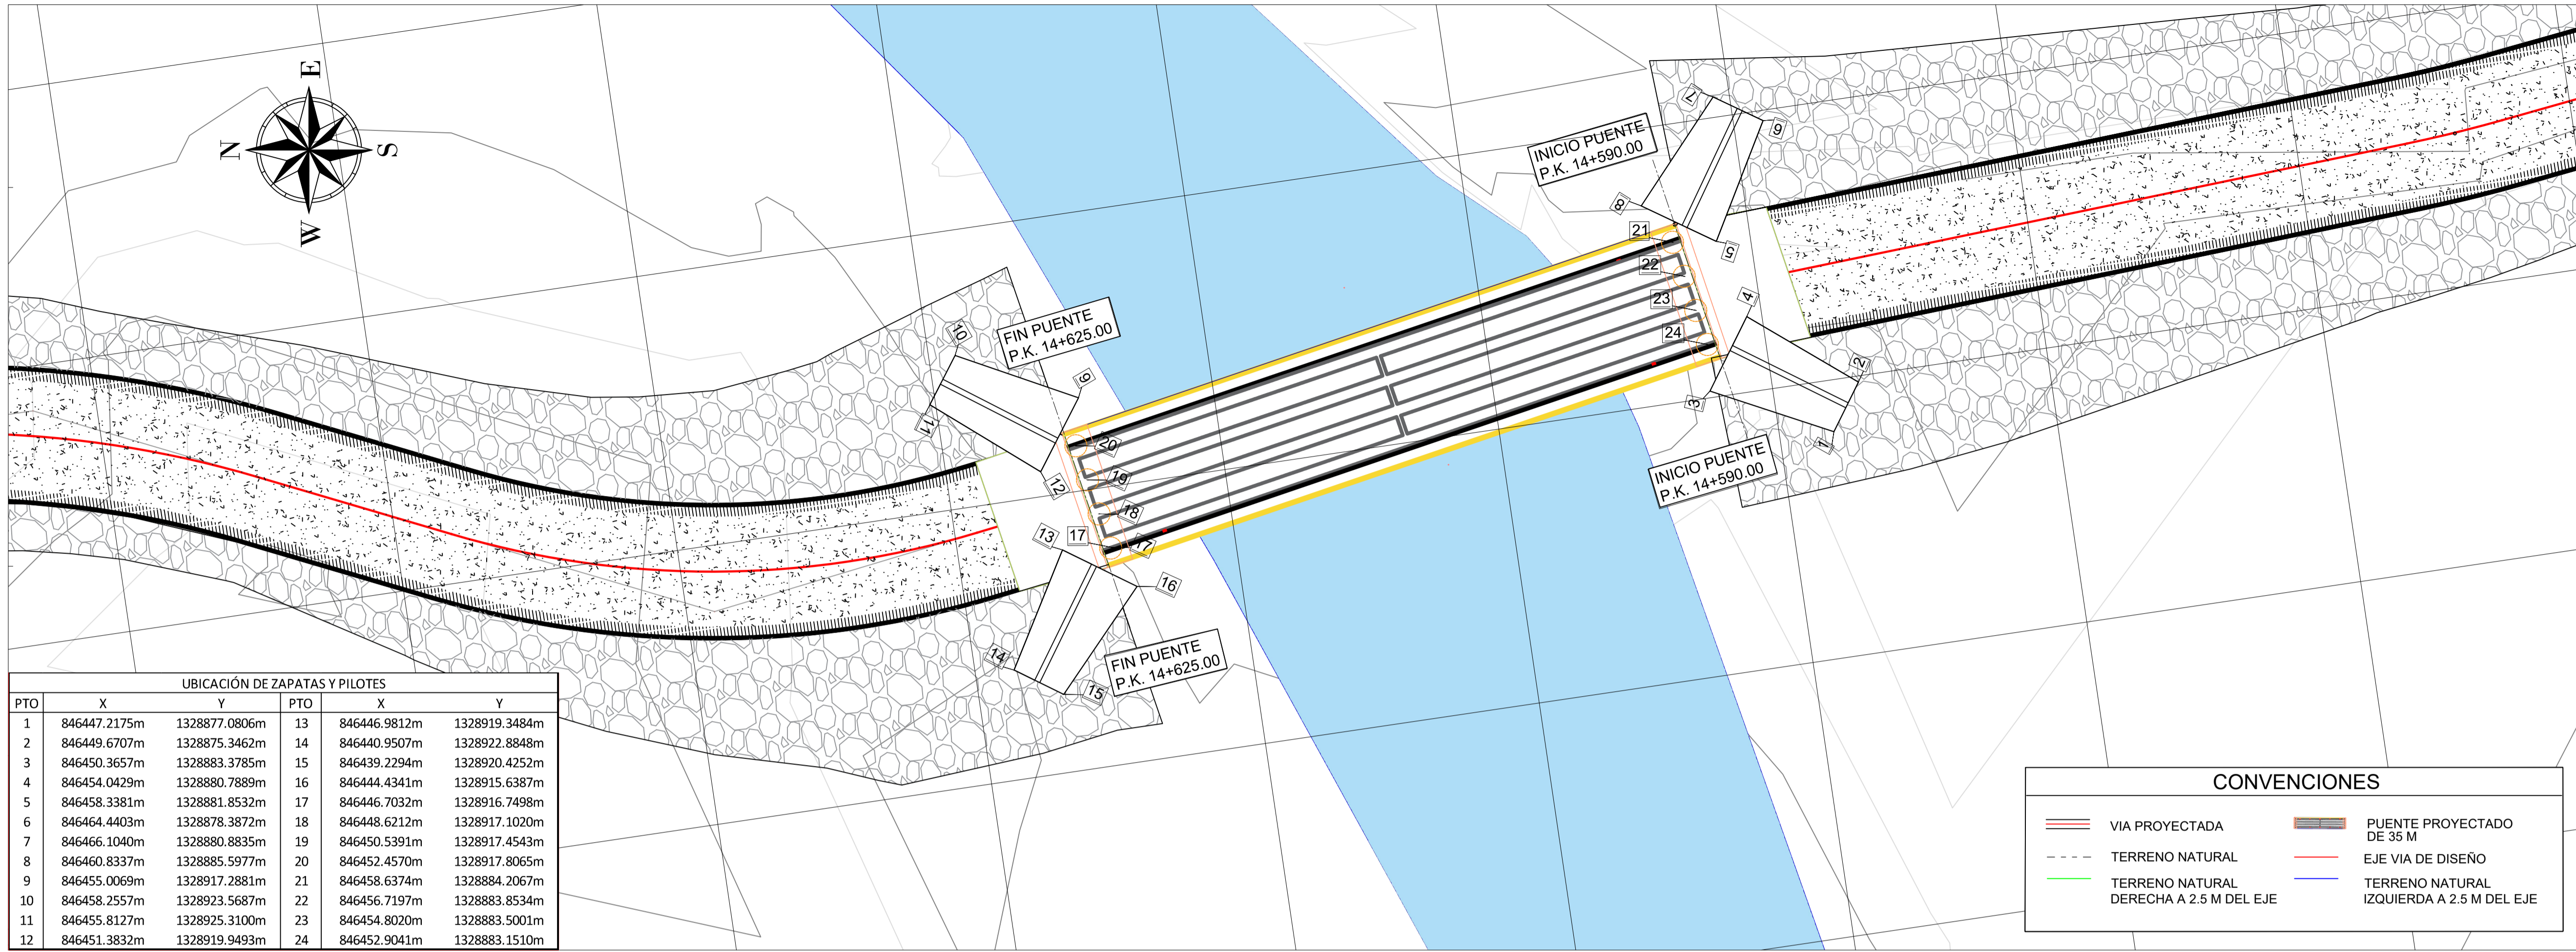 E
N
S
W
INICIO PUENTE
P.K. 14+590.00
7
6
8
5
21
22
23
24
4
3
2
1
FIN PUENTE
P.K. 14+625.00
10
9
11
12
20
19
18
17
17
13
16
14
15
INICIO PUENTE
P.K. 14+590.00
FIN PUENTE
P.K. 14+625.00
UBICACIÓN DE ZAPATAS Y PILOTES
PTO X Y PTO X Y
1 846447.2175m 1328877.0806m 13 846446.9812m 1328919.3484m
2 846449.6707m 1328875.3462m 14 846440.9507m 1328922.8848m
3 846450.3657m 1328883.3785m 15 846439.2294m 1328920.4252m
4 846454.0429m 1328880.7889m 16 846444.4341m 1328915.6387m
5 846458.3381m 1328881.8532m 17 846446.7032m 1328916.7498m
6 846464.4403m 1328878.3872m 18 846448.6212m 1328917.1020m
7 846466.1040m 1328880.8835m 19 846450.5391m 1328917.4543m
8 846460.8337m 1328885.5977m 20 846452.4570m 1328917.8065m
9 846455.0069m 1328917.2881m 21 846458.6374m 1328884.2067m
10 846458.2557m 1328923.5687m 22 846456.7197m 1328883.8534m
11 846455.8127m 1328925.3100m 23 846454.8020m 1328883.5001m
12 846451.3832m 1328919.9493m 24 846452.9041m 1328883.1510m
CONVENCIONES
VIA PROYECTADA
PUENTE PROYECTADO
DE 35 M
TERRENO NATURAL
EJE VIA DE DISEÑO
TERRENO NATURAL
DERECHA A 2.5 M DEL EJE
TERRENO NATURAL
IZQUIERDA A 2.5 M DEL EJE